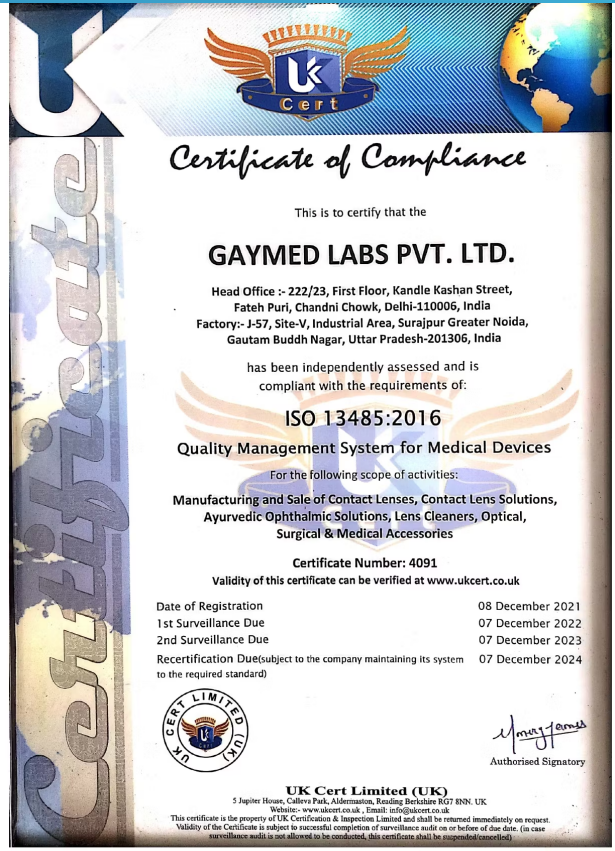 UK
Cert
Certificate
Certificate of Compliance
This is to certify that the
GAYMED LABS PVT. LTD.
Head Office :- 222/23, First Floor, Kandle Kashan Street,
Fateh Puri, Chandni Chowk, Delhi-110006, India
Factory:- J-57, Site-V, Industrial Area, Surajpur Greater Noida,
Gautam Buddh Nagar, Uttar Pradesh-201306, India
has been independently assessed and is
compliant with the requirements of:
ISO 13485:2016
Quality Management System for Medical Devices
For the following scope of activities:
Manufacturing and Sale of Contact Lenses, Contact Lens Solutions,
Ayurvedic Ophthalmic Solutions, Lens Cleaners, Optical,
Surgical & Medical Accessories
Certificate Number: 4091
Validity of this certificate can be verified at www.ukcert.co.uk
Date of Registration 08 December 2021
1st Surveillance Due 07 December 2022
2nd Surveillance Due 07 December 2023
Recertification Due(subject to the company maintaining its system 07 December 2024
to the required standard)
UK CERT LIMITED (UK)
UK
Cert
Authorised Signatory
UK Cert Limited (UK)
5 Jupiter House, Calleva Park, Aldermaston, Reading Berkshire RG7 8NN. UK
Website:- www.ukcert.co.uk , Email: info@ukcert.co.uk
This certificate is the property of UK Certification & Inspection Limited and shall be returned immediately on request.
Validity of the Certificate is subject to successful completion of surveillance audit on or before of due date. (in case
surveillance audit is not allowed to be conducted, this certificate shall be suspended/cancelled)